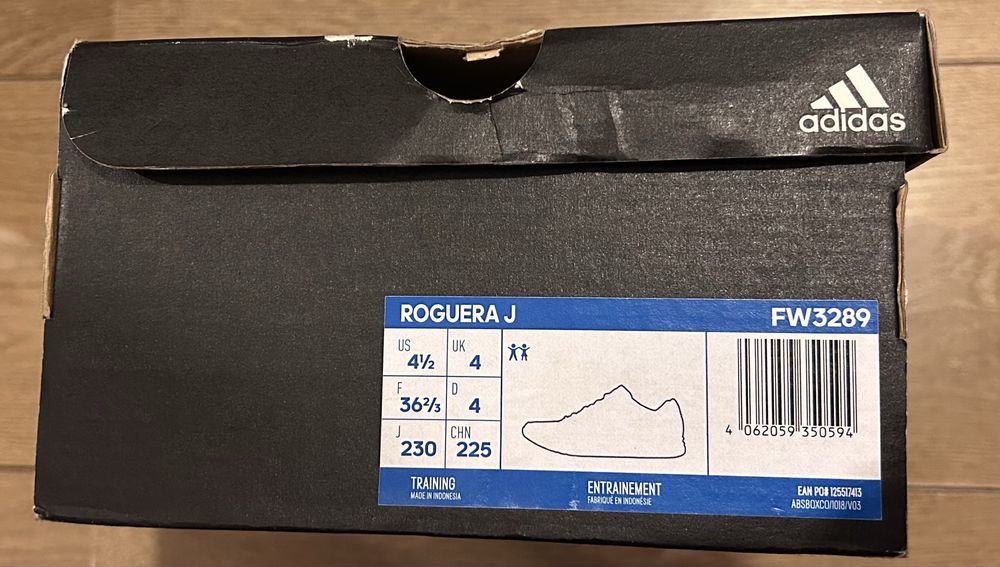 adidas
ROGUERA J
FW3289
US 4½ UK 4
F 36⅔ D 4
J 230 CHN 225
4 062059 350594
TRAINING
MADE IN INDONESIA
ENTRAINEMENT
FABRIQUÉ EN INDONÉSIE
EAN PO# 125517413
ABSBOXCO/1018/V03